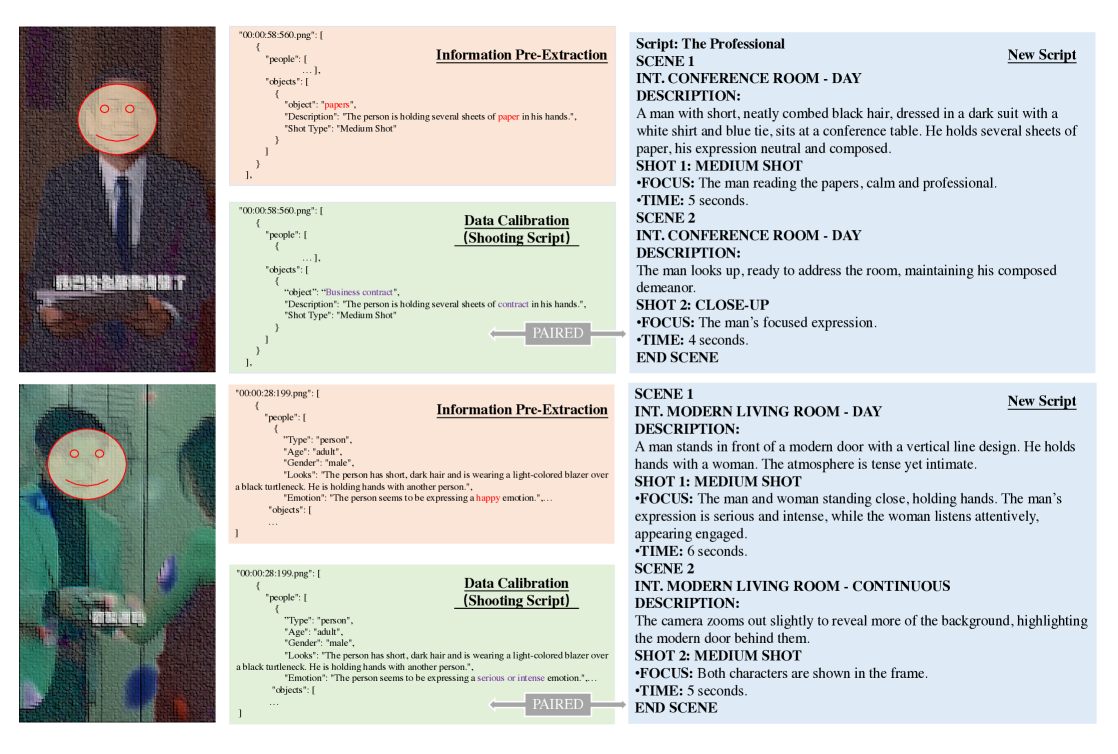 "00:00:58:560.png": [
{
Information Pre-Extraction
"people": [
... ],
"objects": [
{
"object": "papers",
"Description": "The person is holding several sheets of paper in his hands.",
"Shot Type": "Medium Shot"
}
]
}
],
"00:00:58:560.png": [
{
Data Calibration
(Shooting Script)
"people": [
{
... ],
"objects": [
{
“object”: “Business contract",
"Description": "The person is holding several sheets of contract in his hands.",
"Shot Type": "Medium Shot"
}
]
}
],
PAIRED
Script: The Professional
New Script
SCENE 1
INT. CONFERENCE ROOM - DAY
DESCRIPTION:
A man with short, neatly combed black hair, dressed in a dark suit with a
white shirt and blue tie, sits at a conference table. He holds several sheets of
paper, his expression neutral and composed.
SHOT 1: MEDIUM SHOT
•FOCUS: The man reading the papers, calm and professional.
•TIME: 5 seconds.
SCENE 2
INT. CONFERENCE ROOM - DAY
DESCRIPTION:
The man looks up, ready to address the room, maintaining his composed
demeanor.
SHOT 2: CLOSE-UP
•FOCUS: The man’s focused expression.
•TIME: 4 seconds.
END SCENE
"00:00:28:199.png": [
{
Information Pre-Extraction
"people": [
{
"Type": "person",
"Age": "adult",
"Gender": "male",
"Looks": "The person has short, dark hair and is wearing a light-colored blazer over
a black turtleneck. He is holding hands with another person.",
"Emotion": "The person seems to be expressing a happy emotion.",…
"objects": [
...
]
"00:00:28:199.png": [
{
Data Calibration
(Shooting Script)
"people": [
{
"Type": "person",
"Age": "adult",
"Gender": "male",
"Looks": "The person has short, dark hair and is wearing a light-colored blazer over
a black turtleneck. He is holding hands with another person.",
"Emotion": "The person seems to be expressing a serious or intense emotion.",…
"objects": [
...
]
PAIRED
SCENE 1
New Script
INT. MODERN LIVING ROOM - DAY
DESCRIPTION:
A man stands in front of a modern door with a vertical line design. He holds
hands with a woman. The atmosphere is tense yet intimate.
SHOT 1: MEDIUM SHOT
•FOCUS: The man and woman standing close, holding hands. The man’s
expression is serious and intense, while the woman listens attentively,
appearing engaged.
•TIME: 6 seconds.
SCENE 2
INT. MODERN LIVING ROOM - CONTINUOUS
DESCRIPTION:
The camera zooms out slightly to reveal more of the background, highlighting
the modern door behind them.
SHOT 2: MEDIUM SHOT
•FOCUS: Both characters are shown in the frame.
•TIME: 5 seconds.
END SCENE